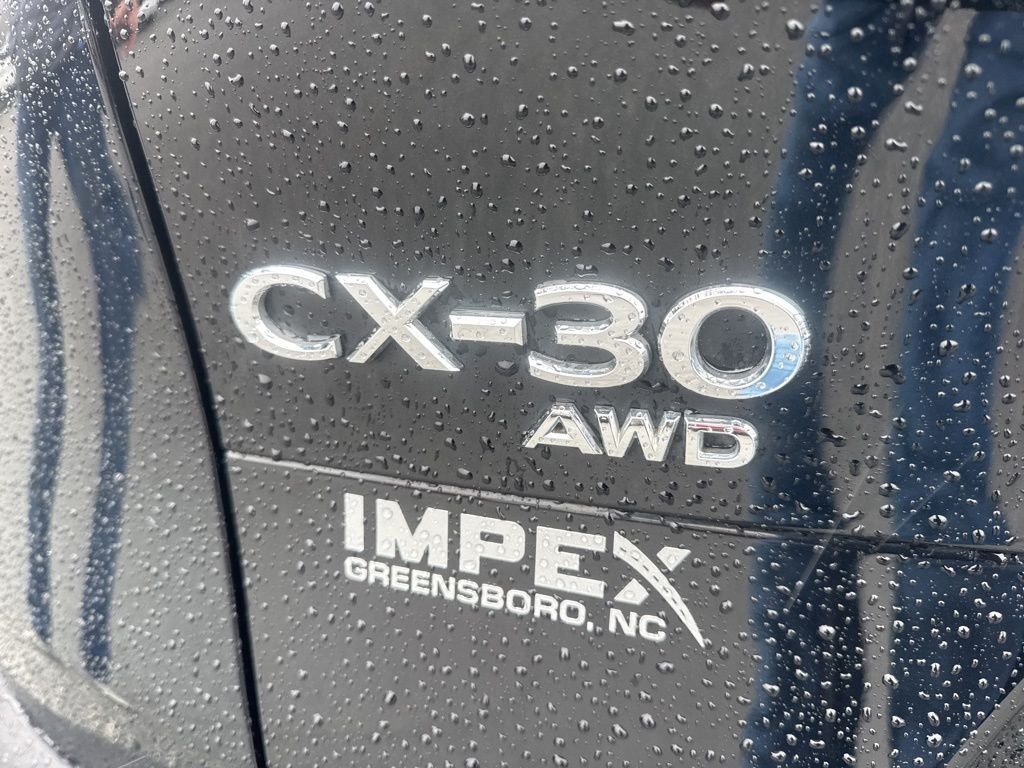 CX-30
AWD
IMPEX
GREENSBORO, NC